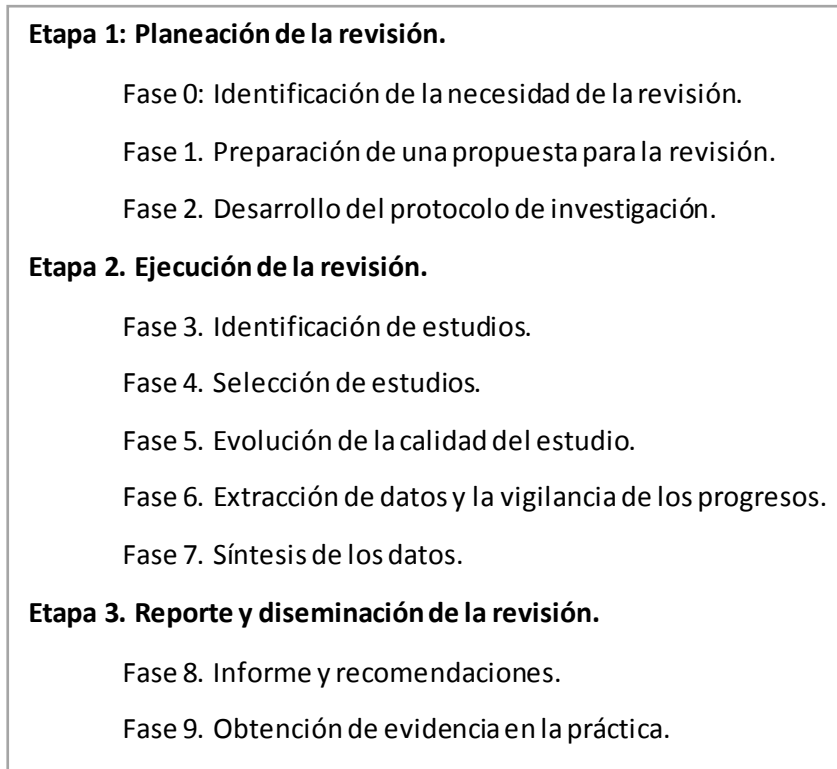 Etapa 1: Planeación de la revisión.
Fase 0: Identificación de la necesidad de la revisión.
Fase 1. Preparación de una propuesta para la revisión.
Fase 2. Desarrollo del protocolo de investigación.
Etapa 2. Ejecución de la revisión.
Fase 3. Identificación de estudios.
Fase 4. Selección de estudios.
Fase 5. Evolución de la calidad del estudio.
Fase 6. Extracción de datos y la vigilancia de los progresos.
Fase 7. Síntesis de los datos.
Etapa 3. Reporte y diseminación de la revisión.
Fase 8. Informe y recomendaciones.
Fase 9. Obtención de evidencia en la práctica.